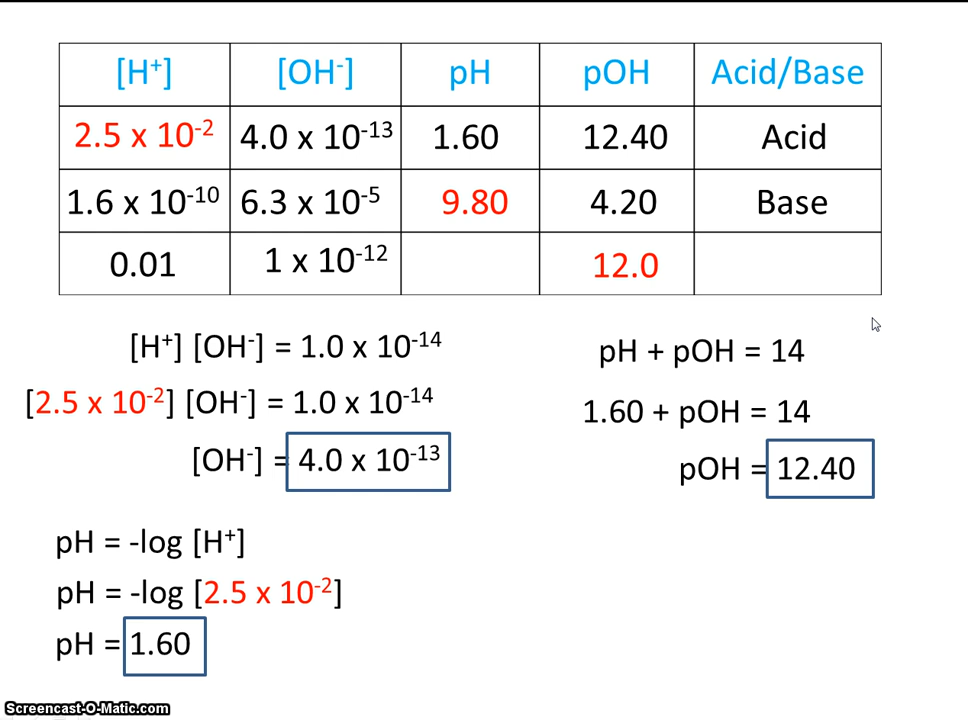 [H⁺] [OH⁻] pH pOH Acid/Base
2.5 x 10⁻² 4.0 x 10⁻¹³ 1.60 12.40 Acid
1.6 x 10⁻¹⁰ 6.3 x 10⁻⁵ 9.80 4.20 Base
0.01 1 x 10⁻¹² 12.0
[H⁺] [OH⁻] = 1.0 x 10⁻¹⁴
[2.5 x 10⁻²] [OH⁻] = 1.0 x 10⁻¹⁴
[OH⁻] = 4.0 x 10⁻¹³
pH + pOH = 14
1.60 + pOH = 14
pOH = 12.40
pH = -log [H⁺]
pH = -log [2.5 x 10⁻²]
pH = 1.60
Screencast-O-Matic.com